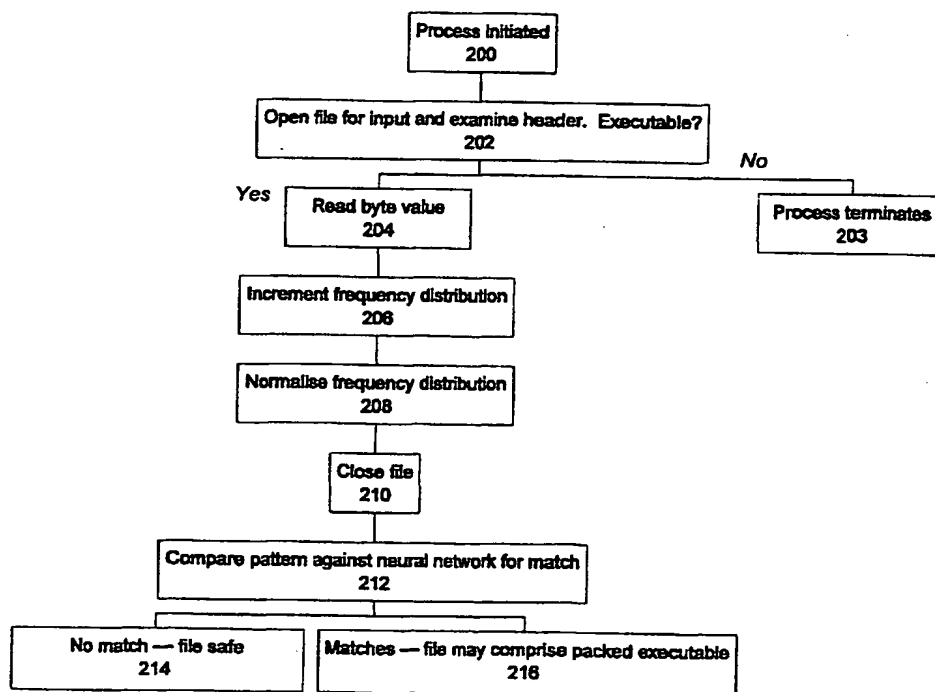 Process initiated
200
Open file for input and examine header. Executable?
202
Yes
No
Read byte value
204
Process terminates
203
Increment frequency distribution
206
Normalise frequency distribution
208
Close file
210
Compare pattern against neural network for match
212
No match — file safe
214
Matches — file may comprise packed executable
216